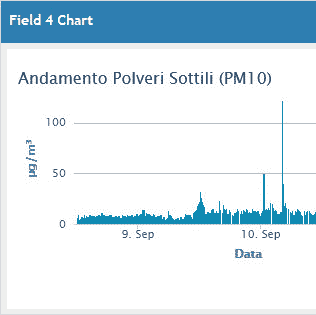 Field 4 Chart
Andamento Polveri Sottili (PM10)
µg/m³
100
50
0
9. Sep
10. Sep
Data